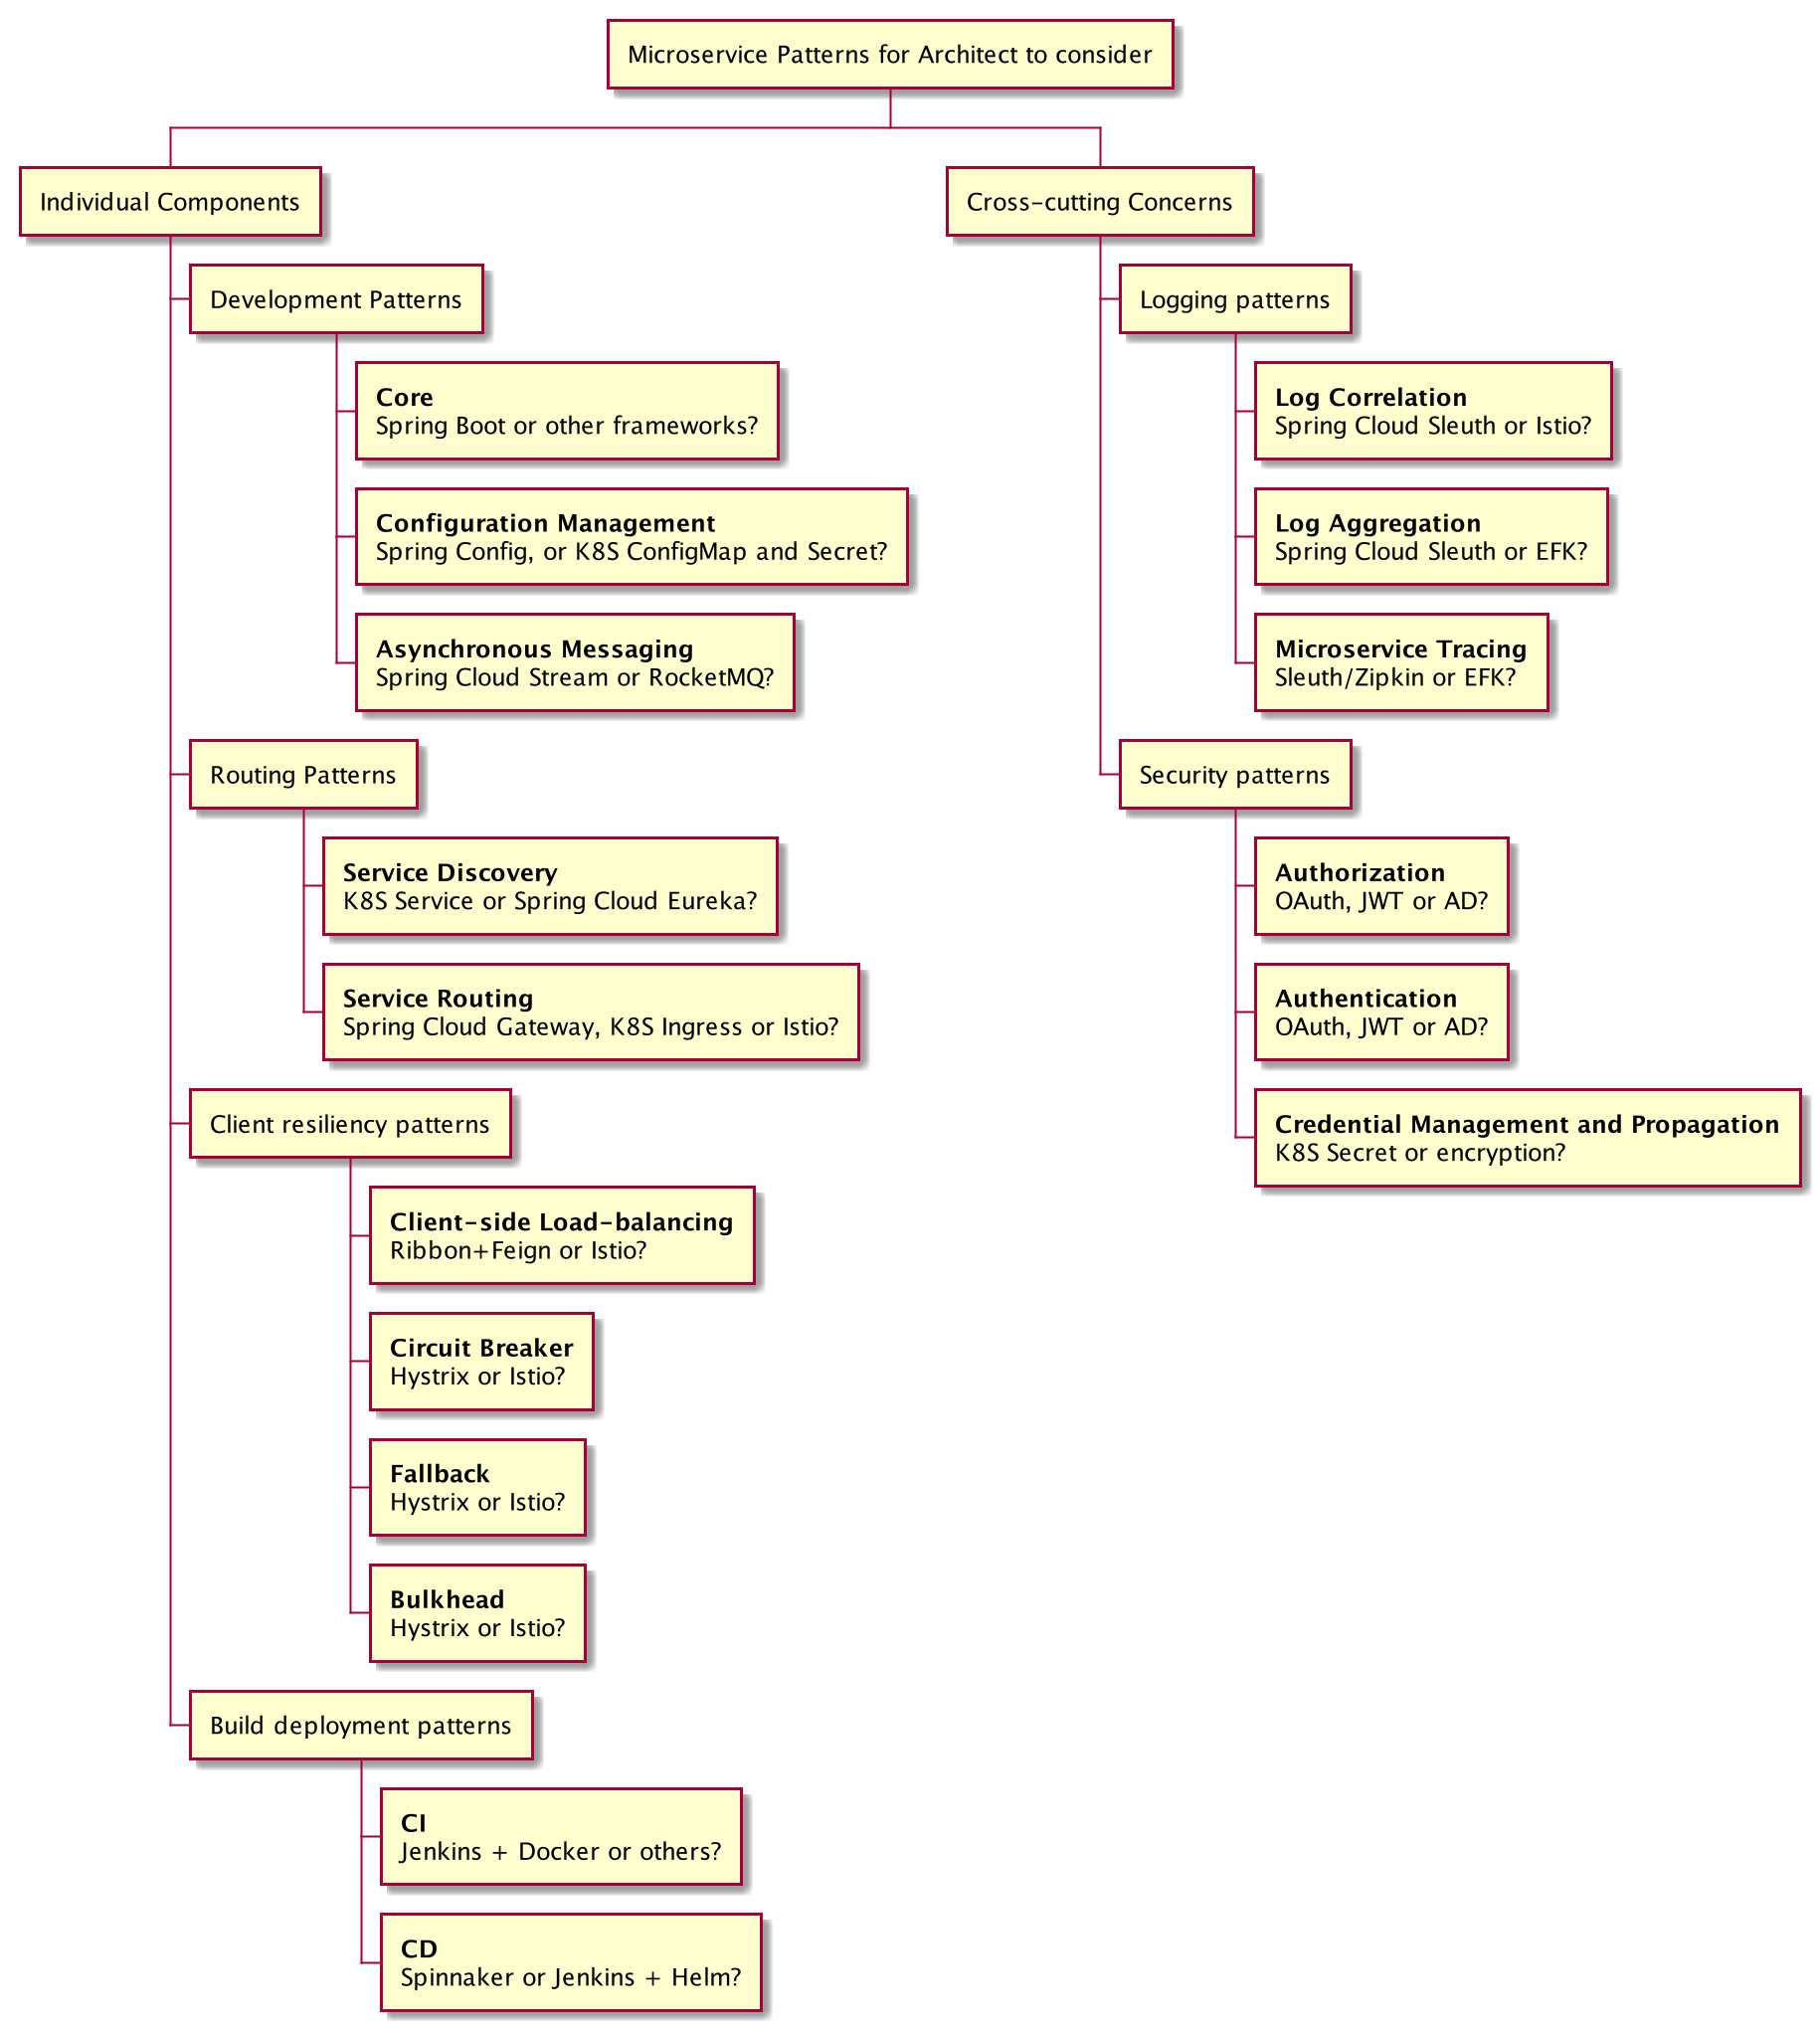 Microservice Patterns for Architect to consider
Individual Components
Development Patterns
Core
Spring Boot or other frameworks?
Configuration Management
Spring Config, or K8S ConfigMap and Secret?
Asynchronous Messaging
Spring Cloud Stream or RocketMQ?
Routing Patterns
Service Discovery
K8S Service or Spring Cloud Eureka?
Service Routing
Spring Cloud Gateway, K8S Ingress or Istio?
Client resiliency patterns
Client-side Load-balancing
Ribbon+Feign or Istio?
Circuit Breaker
Hystrix or Istio?
Fallback
Hystrix or Istio?
Bulkhead
Hystrix or Istio?
Build deployment patterns
CI
Jenkins + Docker or others?
CD
Spinnaker or Jenkins + Helm?
Cross-cutting Concerns
Logging patterns
Log Correlation
Spring Cloud Sleuth or Istio?
Log Aggregation
Spring Cloud Sleuth or EFK?
Microservice Tracing
Sleuth/Zipkin or EFK?
Security patterns
Authorization
OAuth, JWT or AD?
Authentication
OAuth, JWT or AD?
Credential Management and Propagation
K8S Secret or encryption?